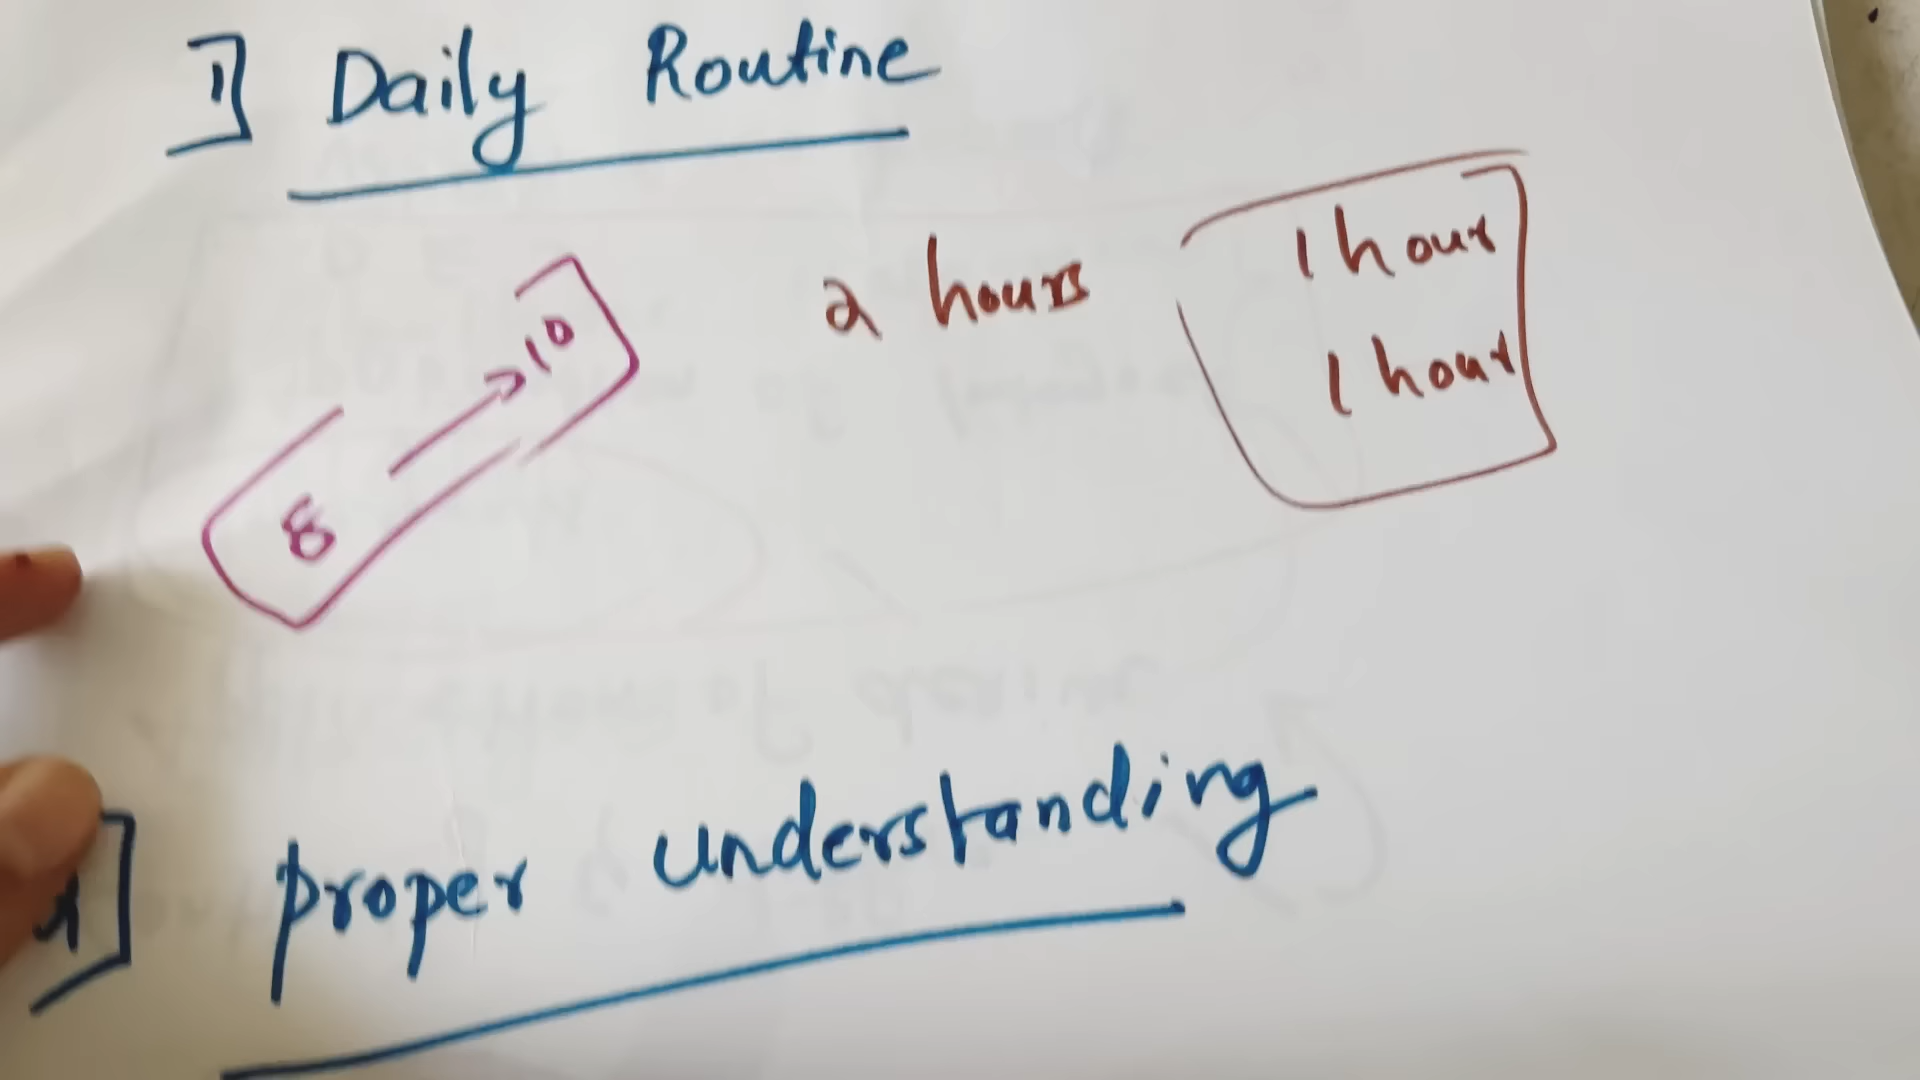 1] Daily Routine
8 → 10
2 hours
1 hour
1 hour
proper understanding